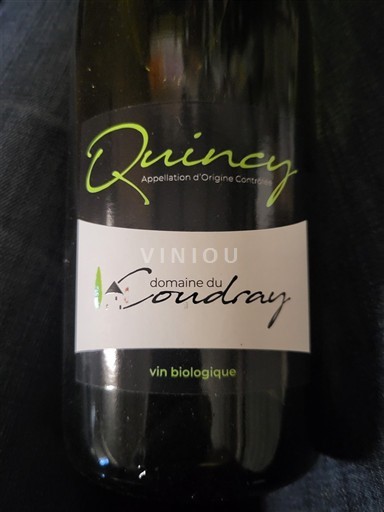 Quincy
Appellation d'Origine Contrôlée
VINIOU
domaine du
Coudray
vin biologique